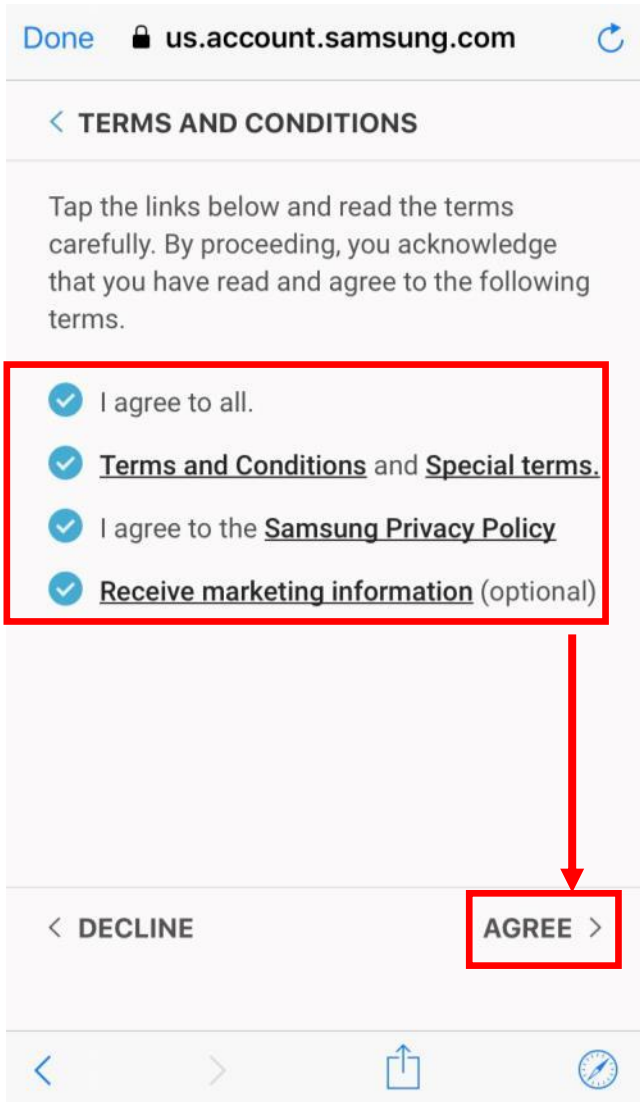 Done us.account.samsung.com
TERMS AND CONDITIONS
Tap the links below and read the terms
carefully. By proceeding, you acknowledge
that you have read and agree to the following
terms.
I agree to all.
Terms and Conditions and Special terms.
I agree to the Samsung Privacy Policy
Receive marketing information (optional)
DECLINE AGREE